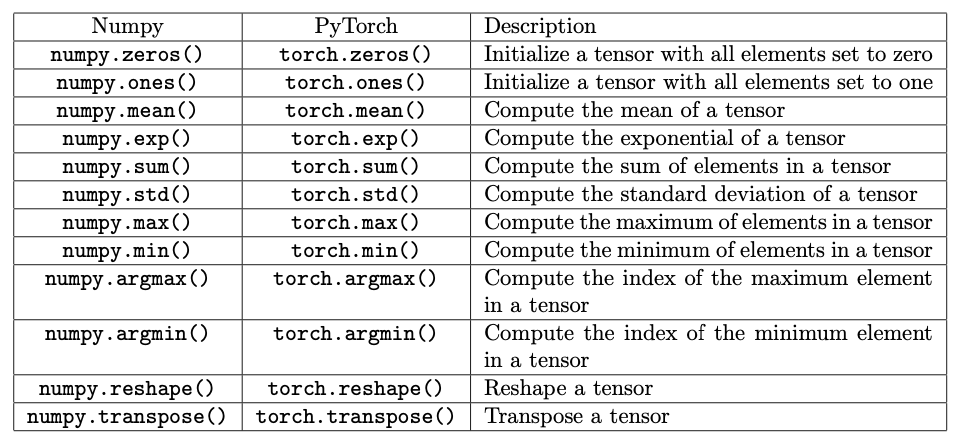 Numpy PyTorch Description
numpy.zeros() torch.zeros() Initialize a tensor with all elements set to zero
numpy.ones() torch.ones() Initialize a tensor with all elements set to one
numpy.mean() torch.mean() Compute the mean of a tensor
numpy.exp() torch.exp() Compute the exponential of a tensor
numpy.sum() torch.sum() Compute the sum of elements in a tensor
numpy.std() torch.std() Compute the standard deviation of a tensor
numpy.max() torch.max() Compute the maximum of elements in a tensor
numpy.min() torch.min() Compute the minimum of elements in a tensor
numpy.argmax() torch.argmax() Compute the index of the maximum element
in a tensor
numpy.argmin() torch.argmin() Compute the index of the minimum element
in a tensor
numpy.reshape() torch.reshape() Reshape a tensor
numpy.transpose() torch.transpose() Transpose a tensor